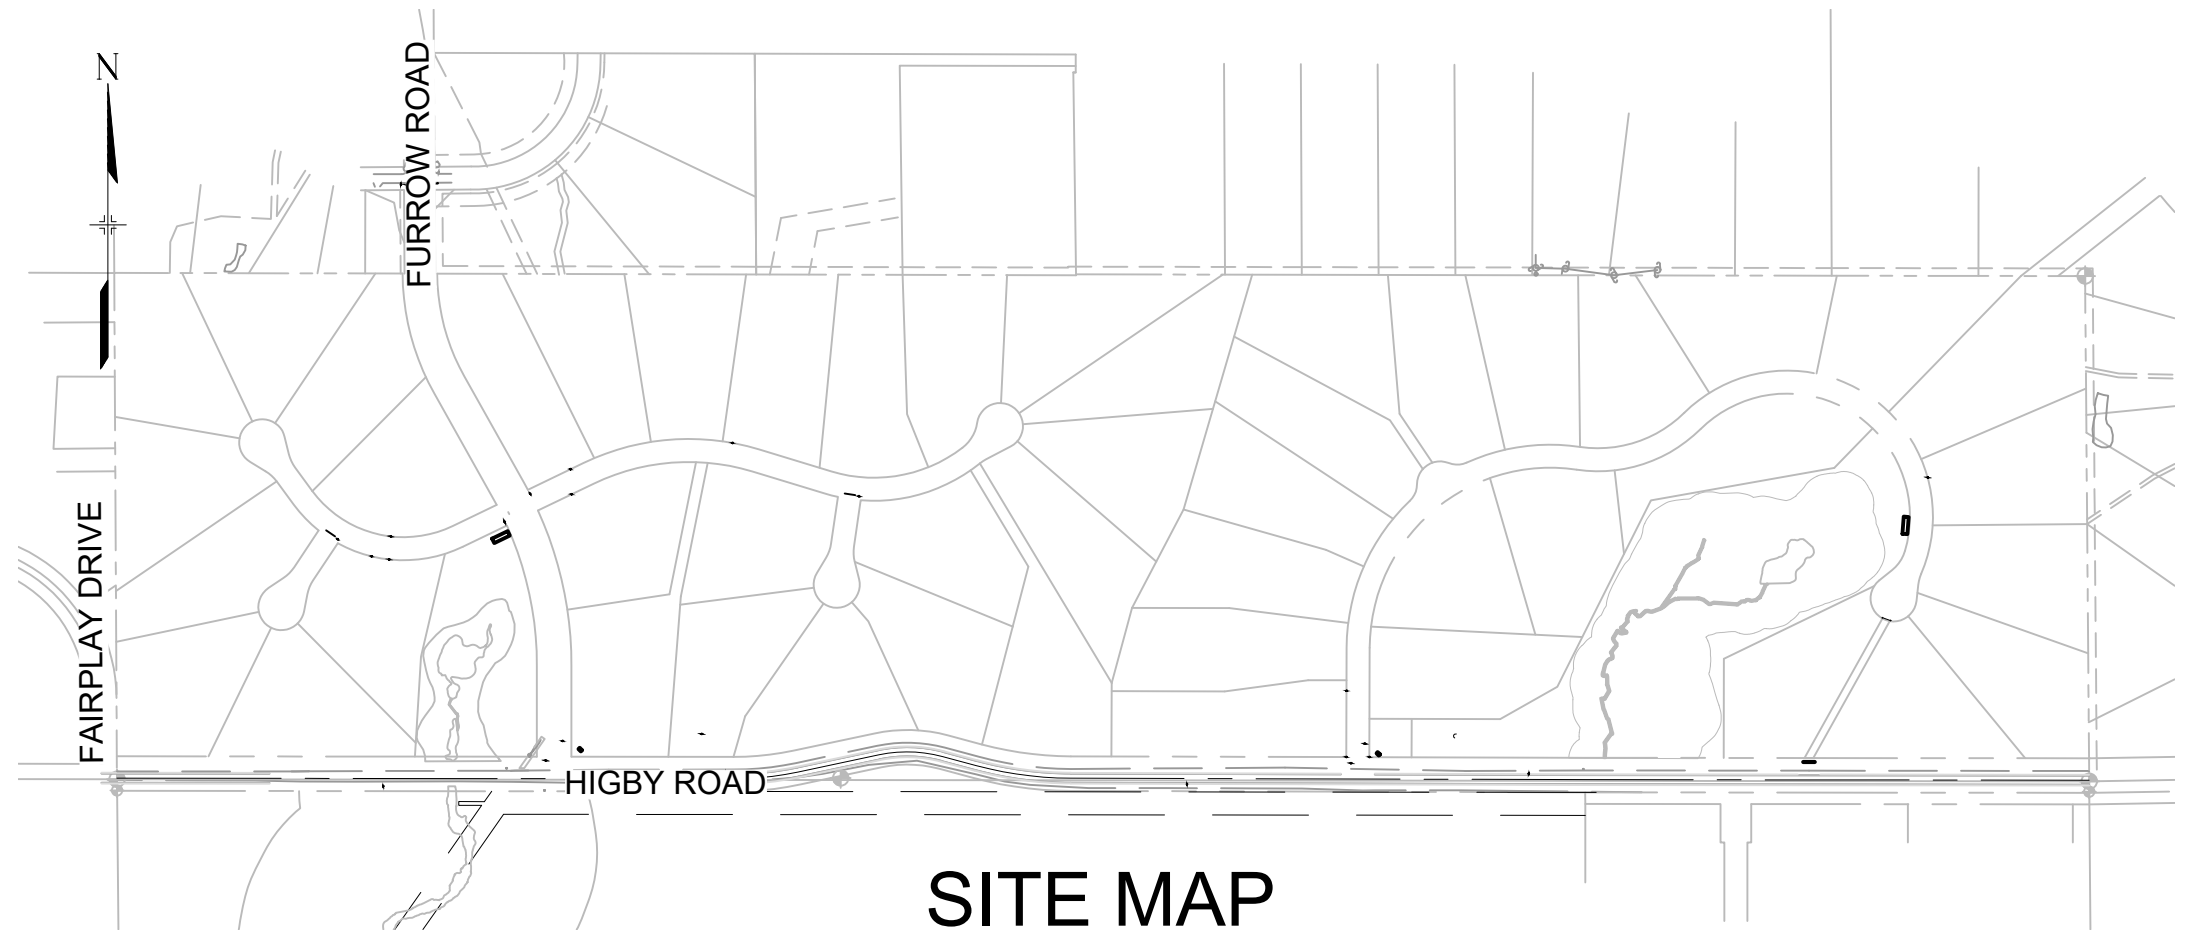 N
FURROW ROAD
FAIRPLAY DRIVE
HIGBY ROAD
SITE MAP